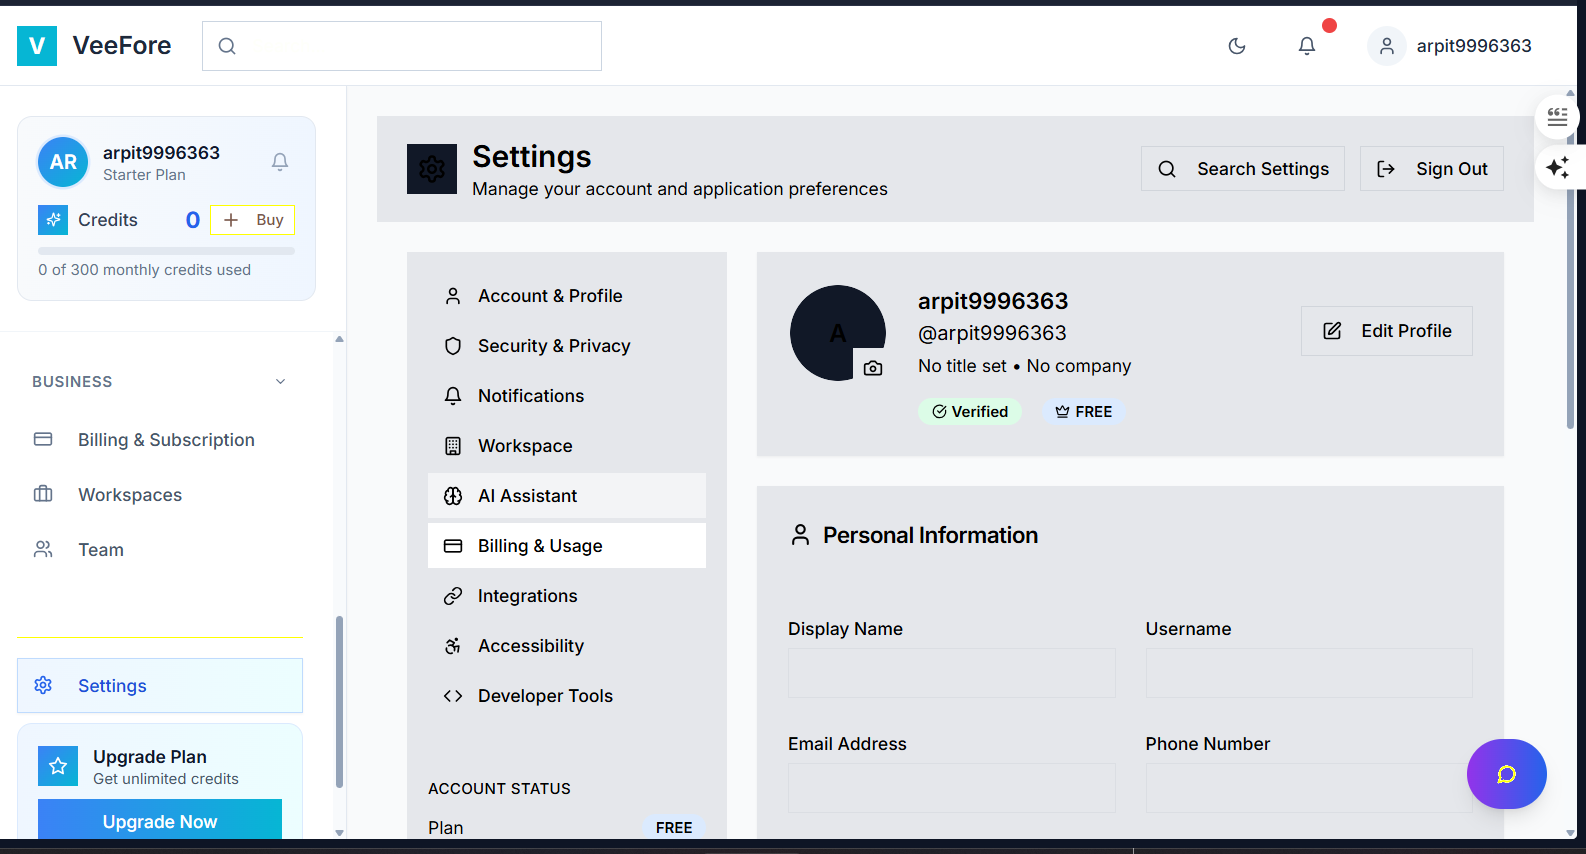 V VeeFore
arpit9996363
AR arpit9996363
Starter Plan
Credits 0 Buy
0 of 300 monthly credits used
BUSINESS
Billing & Subscription
Workspaces
Team
Settings
Upgrade Plan
Get unlimited credits
Upgrade Now
Settings
Manage your account and application preferences
Search Settings
Sign Out
Account & Profile
Security & Privacy
Notifications
Workspace
AI Assistant
Billing & Usage
Integrations
Accessibility
Developer Tools
ACCOUNT STATUS
Plan FREE
A
arpit9996363
@arpit9996363
No title set • No company
Verified FREE
Edit Profile
Personal Information
Display Name Username
Email Address Phone Number